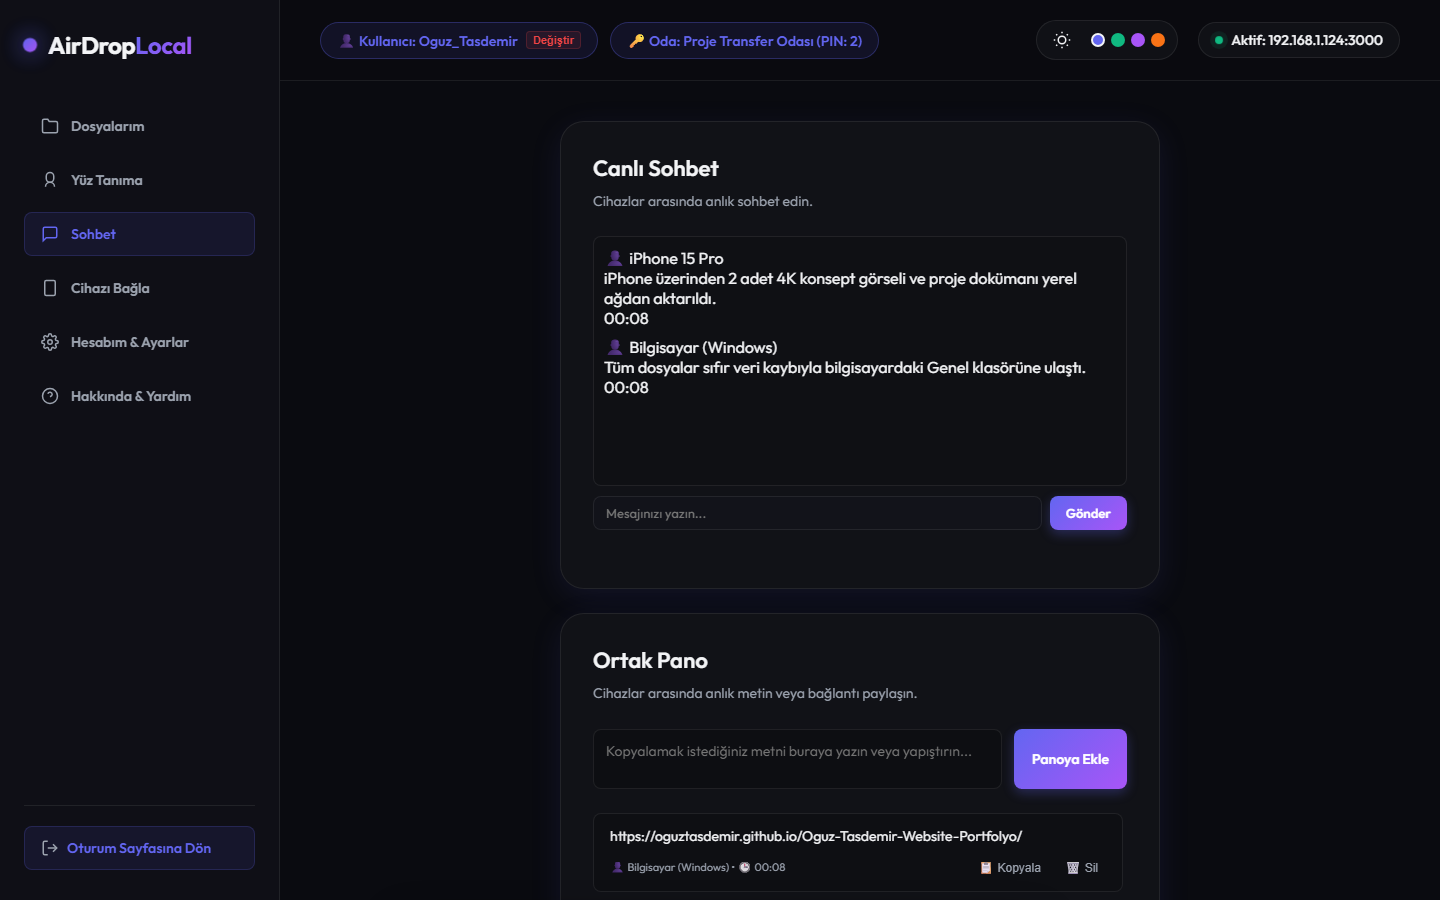 AirDropLocal
Kullanıcı: Oguz_Tasdemir Değiştir
Oda: Proje Transfer Odası (PIN: 2)
Aktif: 192.168.1.124:3000
Dosyalarım
Yüz Tanıma
Sohbet
Cihazı Bağla
Hesabım & Ayarlar
Hakkında & Yardım
Oturum Sayfasına Dön
Canlı Sohbet
Cihazlar arasında anlık sohbet edin.
iPhone 15 Pro
iPhone üzerinden 2 adet 4K konsept görseli ve proje dokümanı yerel
ağdan aktarıldı.
00:08
Bilgisayar (Windows)
Tüm dosyalar sıfır veri kaybıyla bilgisayardaki Genel klasörüne ulaştı.
00:08
Mesajınızı yazın...
Gönder
Ortak Pano
Cihazlar arasında anlık metin veya bağlantı paylaşın.
Kopyalamak istediğiniz metni buraya yazın veya yapıştırın...
Panoya Ekle
https://oguztasdemir.github.io/Oguz-Tasdemir-Website-Portfolyo/
Bilgisayar (Windows) • 00:08
Kopyala
Sil